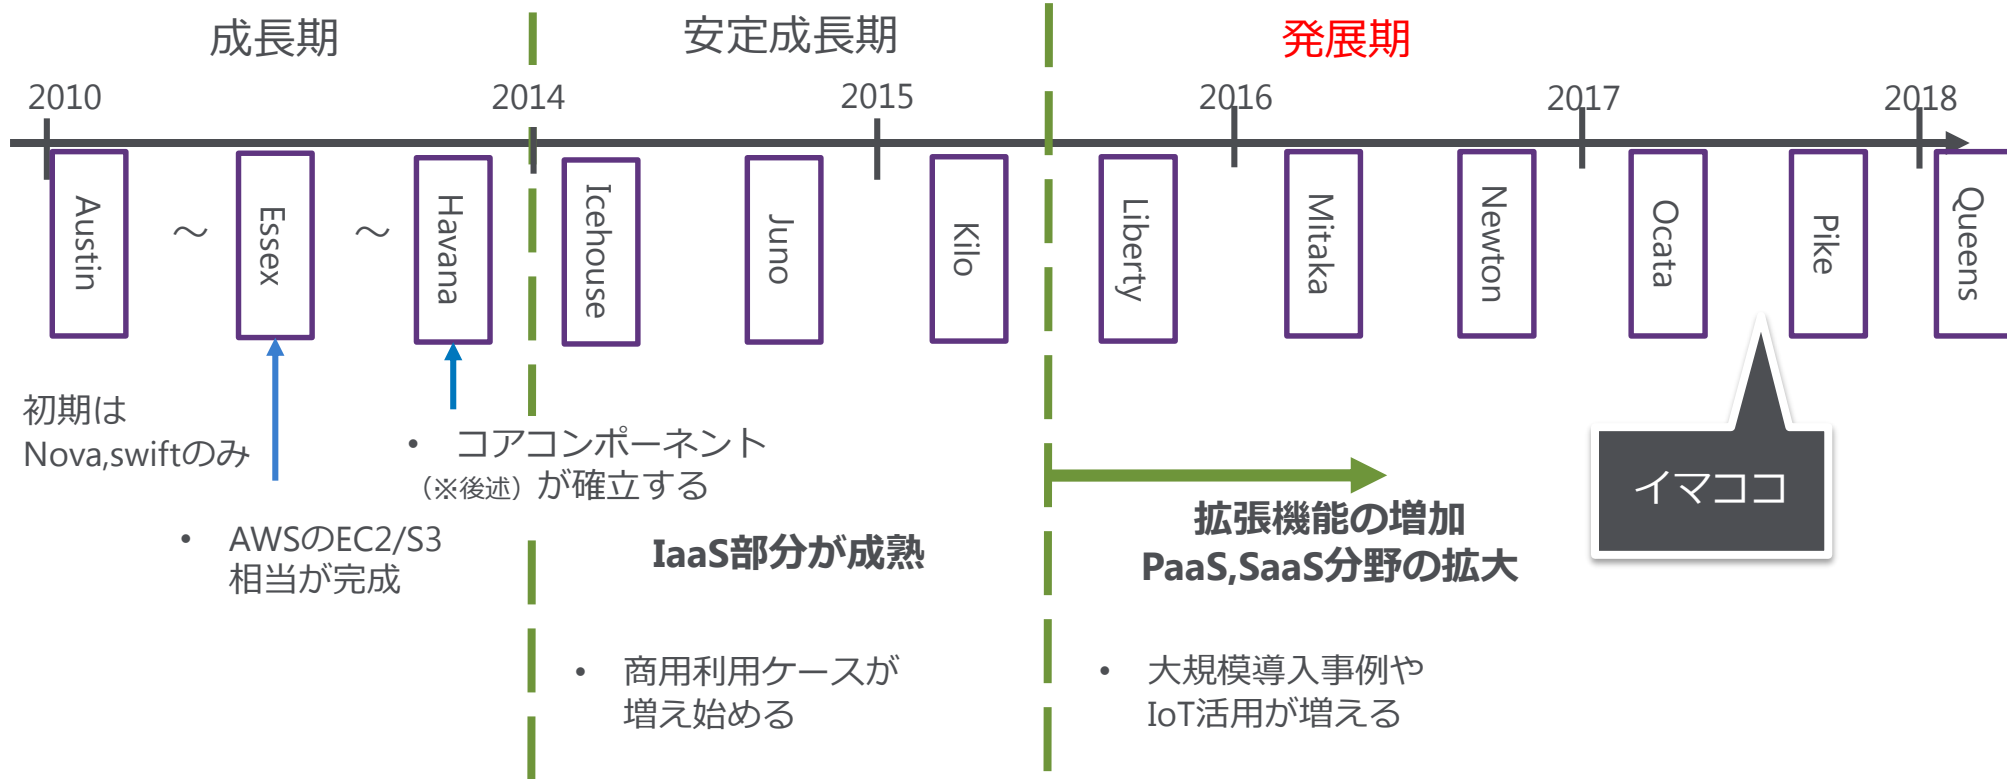 成長期
安定成長期
発展期
2010
2014
2015
2016
2017
2018
Austin
～
Essex
～
Havana
Icehouse
Juno
Kilo
Liberty
Mitaka
Newton
Ocata
Pike
Queens
初期は
Nova,swiftのみ
• AWSのEC2/S3
相当が完成
• コアコンポーネント
（※後述）が確立する
IaaS部分が成熟
• 商用利用ケースが
増え始める
拡張機能の増加
PaaS,SaaS分野の拡大
• 大規模導入事例や
IoT活用が増える
イマココ